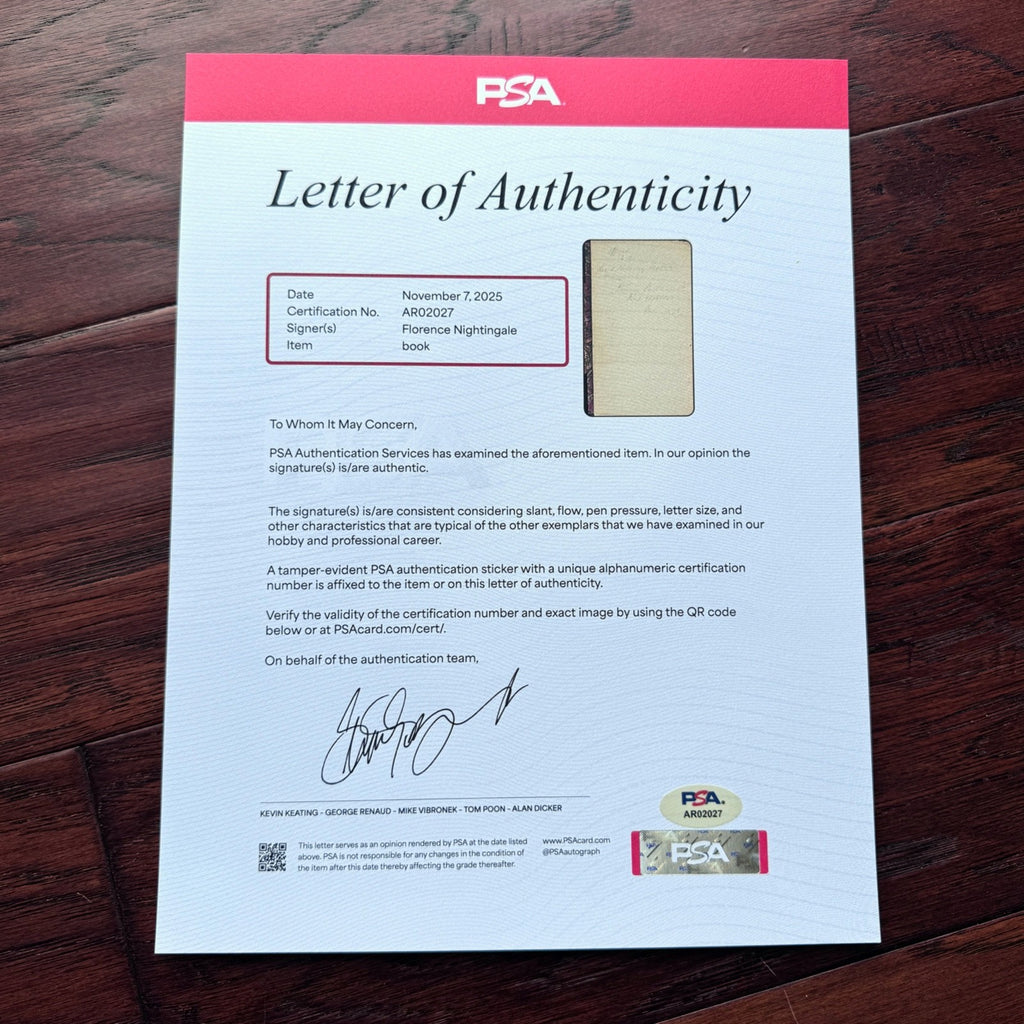 PSA
Letter of Authenticity
Date November 7, 2025
Certification No. AR02027
Signer(s) Florence Nightingale
Item book
To Whom It May Concern,
PSA Authentication Services has examined the aforementioned item. In our opinion the
signature(s) is/are authentic.
The signature(s) is/are consistent considering slant, flow, pen pressure, letter size, and
other characteristics that are typical of the other exemplars that we have examined in our
hobby and professional career.
A tamper-evident PSA authentication sticker with a unique alphanumeric certification
number is affixed to the item or on this letter of authenticity.
Verify the validity of the certification number and exact image by using the QR code
below or at PSAcard.com/cert/.
On behalf of the authentication team,
KEVIN KEATING - GEORGE RENAUD - MIKE VIBRONEK - TOM POON - ALAN DICKER
This letter serves as an opinion rendered by PSA at the date listed
above. PSA is not responsible for any changes in the condition of
the item after this date thereby affecting the grade thereafter.
www.PSAcard.com
@PSAautograph
PSA.
AR02027
PSA